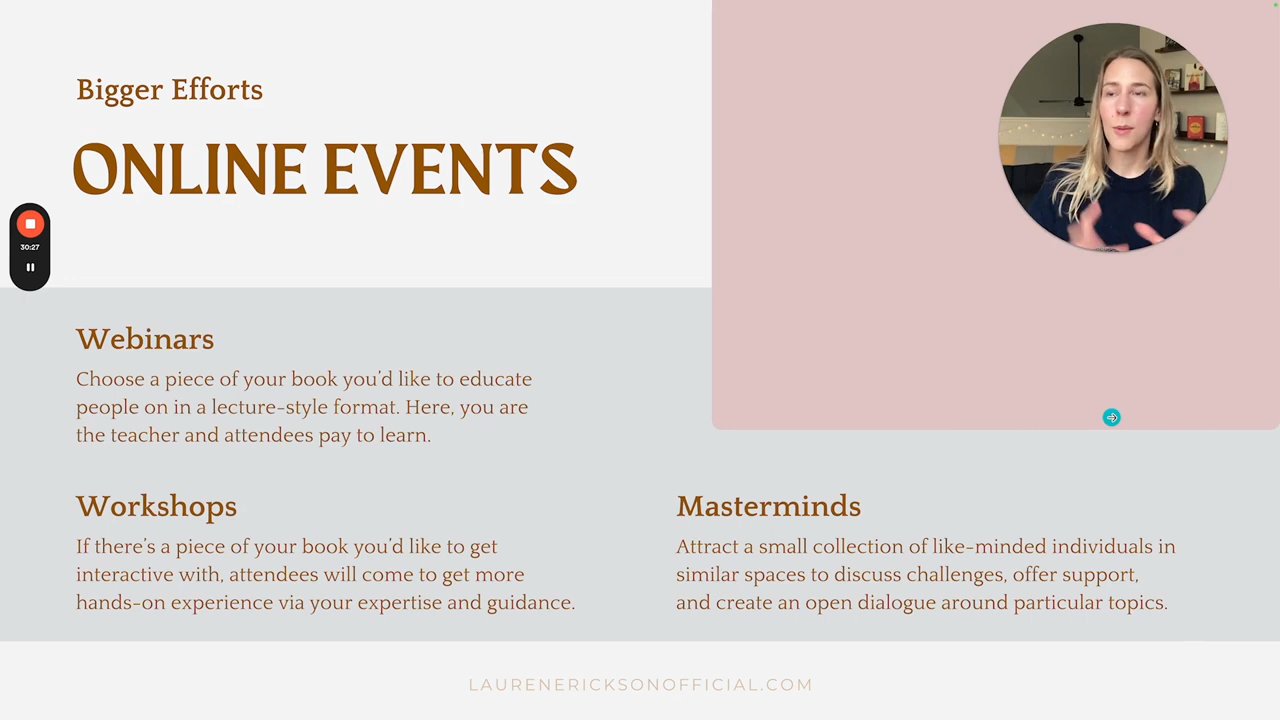 Bigger Efforts
ONLINE EVENTS
30:27
Webinars
Choose a piece of your book you’d like to educate
people on in a lecture-style format. Here, you are
the teacher and attendees pay to learn.
Workshops
If there’s a piece of your book you’d like to get
interactive with, attendees will come to get more
hands-on experience via your expertise and guidance.
Masterminds
Attract a small collection of like-minded individuals in
similar spaces to discuss challenges, offer support,
and create an open dialogue around particular topics.
LAURENERICKSONOFFICIAL.COM